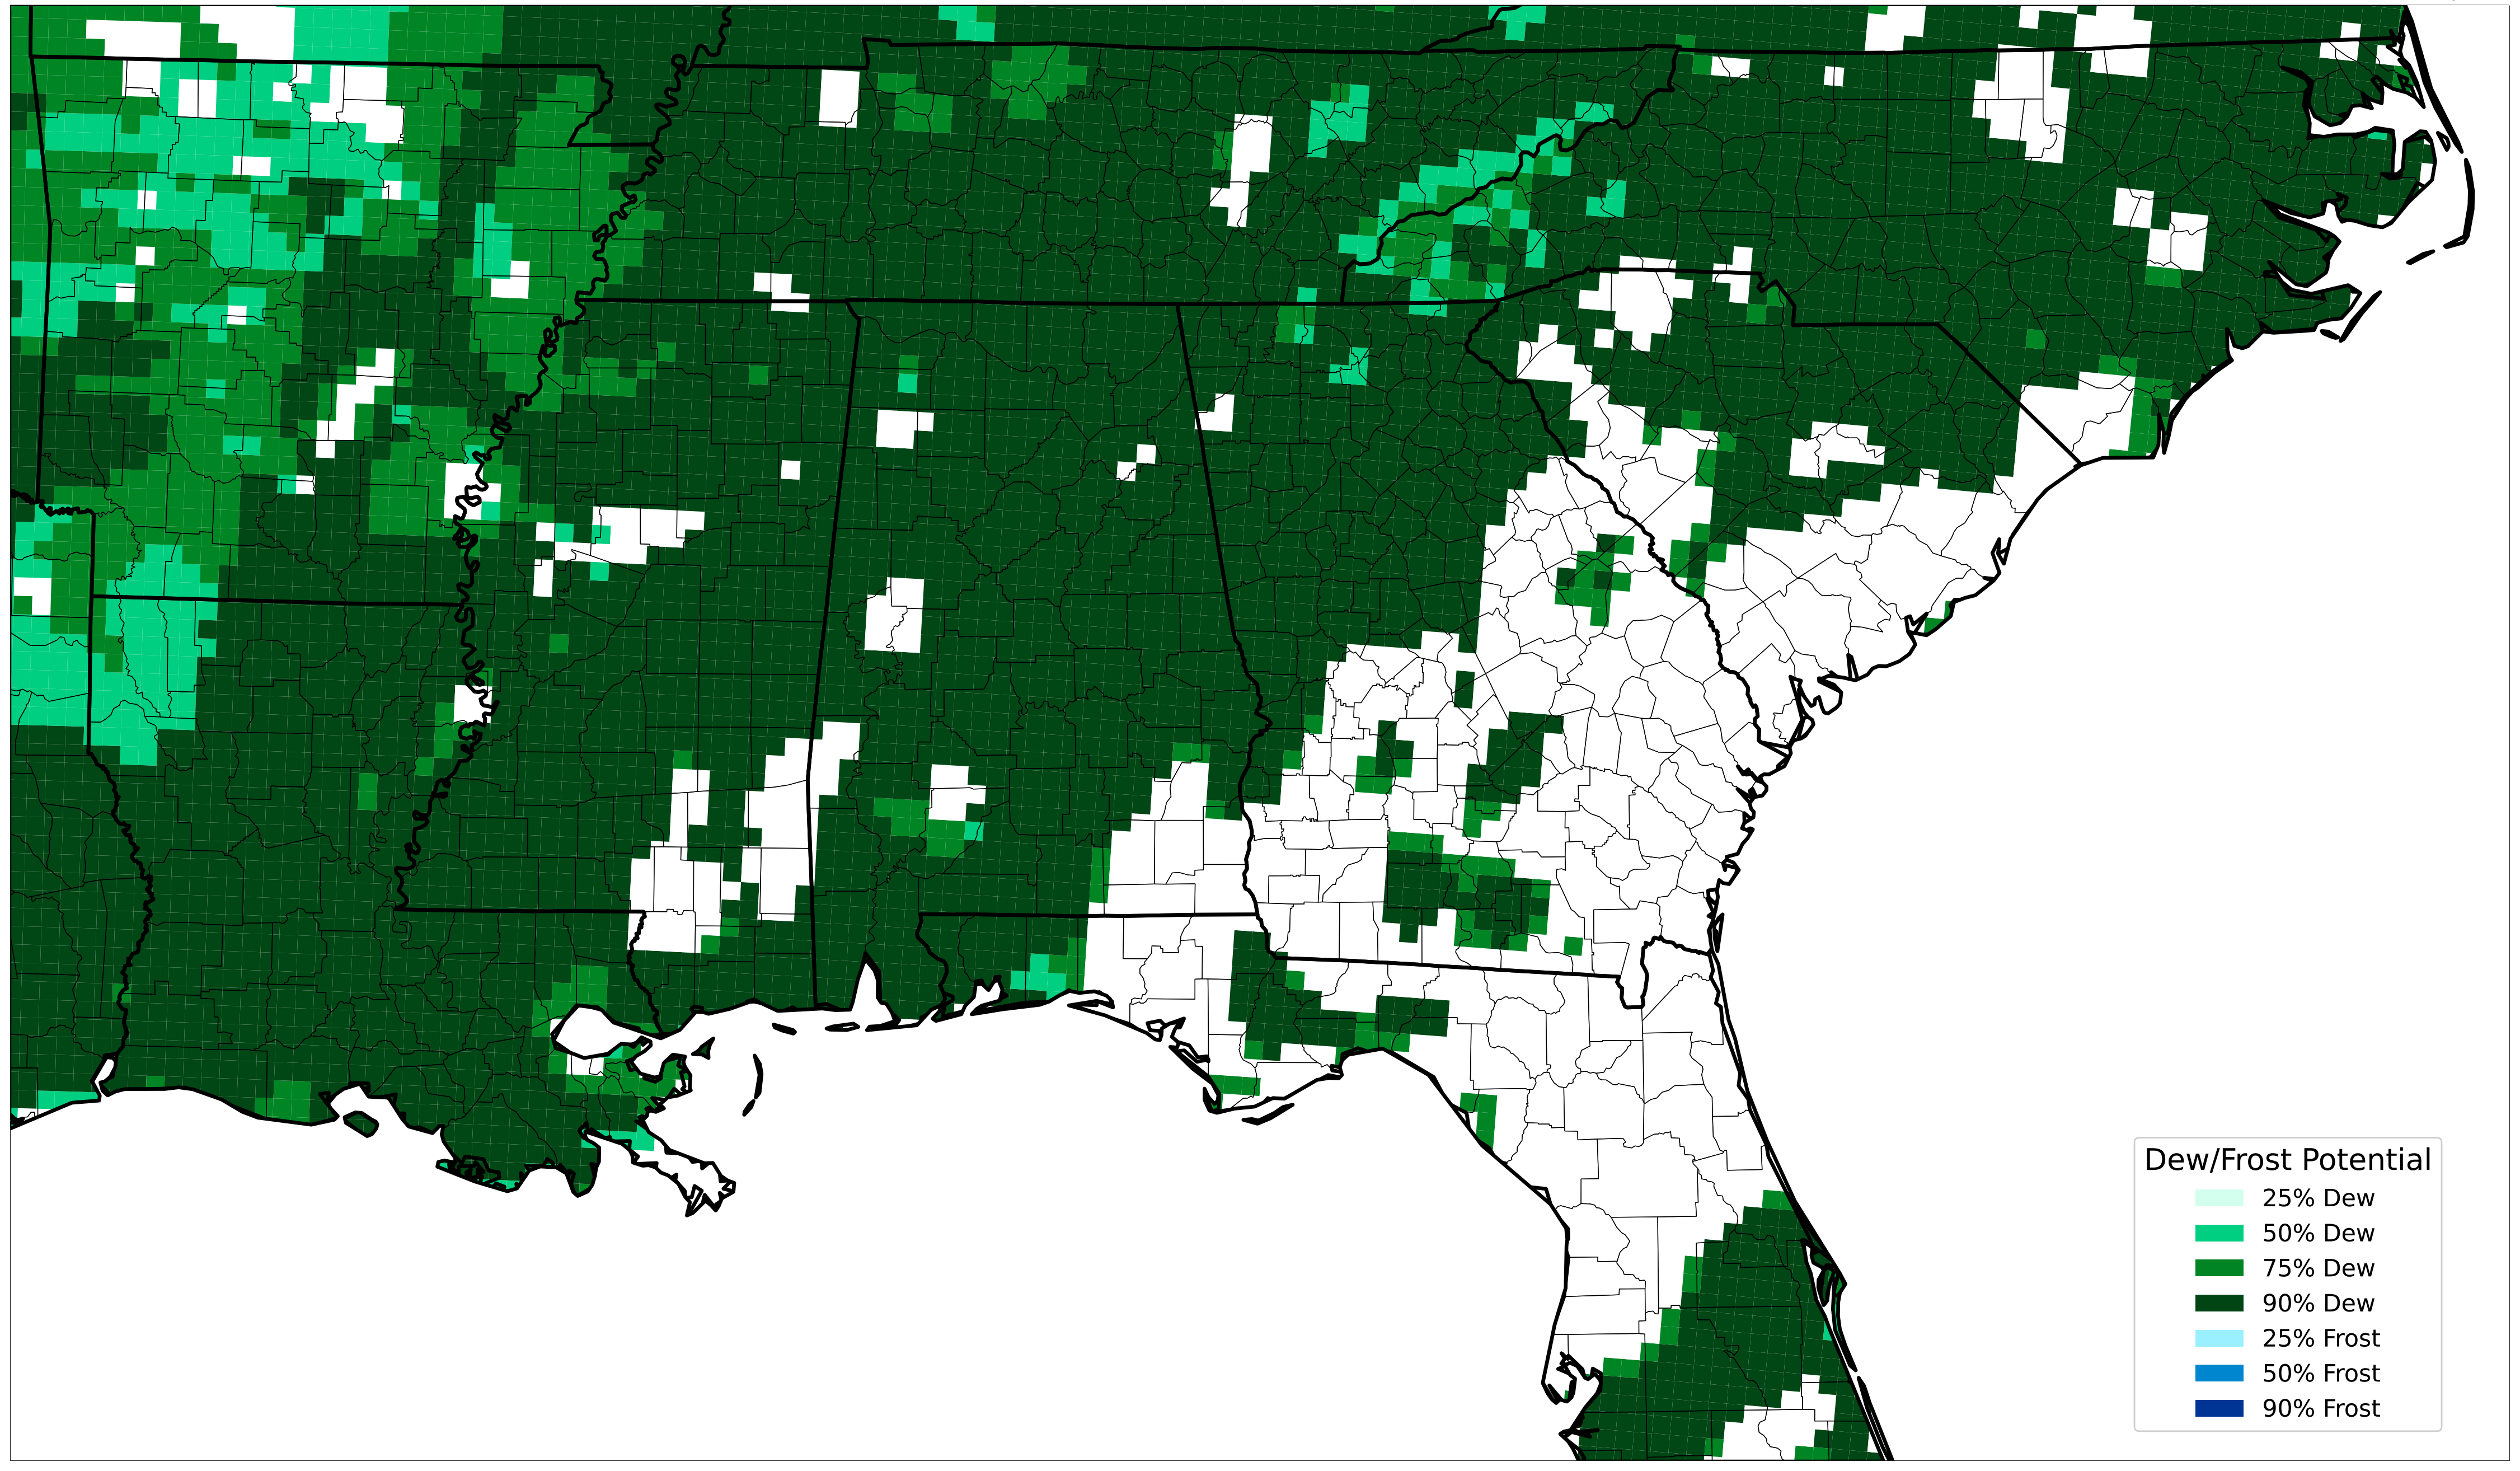 Dew/Frost Potential
25% Dew
50% Dew
75% Dew
90% Dew
25% Frost
50% Frost
90% Frost